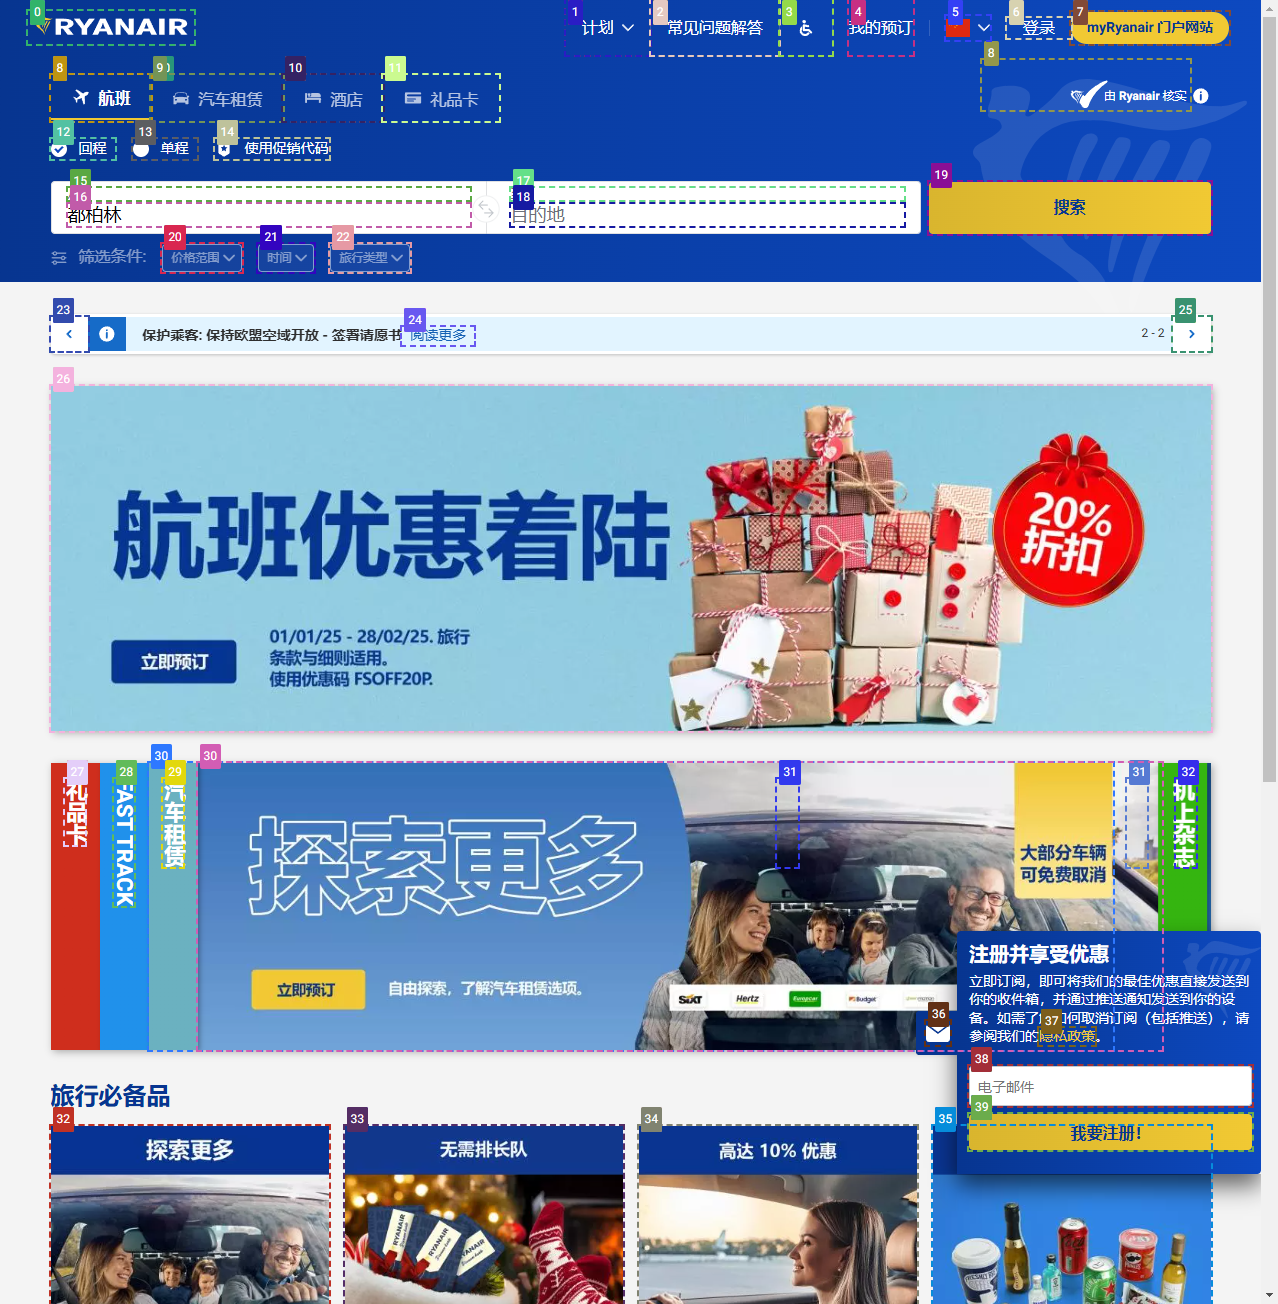 RYANAIR
计划
常见问题解答
我的预订
登录
myRyanair 门户网站
航班
汽车租赁
酒店
礼品卡
由 Ryanair 核实
回程
单程
使用促销代码
都柏林
目的地
搜索
筛选条件:
价格范围
时间
旅行类型
保护乘客: 保持欧盟空域开放 - 签署请愿书
阅读更多
2 - 2
航班优惠着陆
20%
折扣
立即预订
01/01/25 - 28/02/25. 旅行
条款与细则适用。
使用优惠码 FSOFF20P.
礼品卡
FAST TRACK
汽车租赁
探索更多
大部分车辆
可免费取消
立即预订
自由探索，了解汽车租赁选项。
SIXT
Hertz
Europcar
Budget
机上杂志
注册并享受优惠
立即订阅，即可将我们的最佳优惠直接发送到
你的收件箱，并通过推送通知发送到你的设
备。如需了解如何取消订阅（包括推送），请
参阅我们的隐私政策。
电子邮件
我要注册！
旅行必备品
探索更多
无需排长队
高达 10% 优惠
RYANAIR
RYANAIR
RYANAIR
0
1
2
3
4
5
6
7
8
8
9
10
11
12
13
14
15
16
17
18
19
20
21
22
23
24
25
26
27
28
29
30
30
31
31
32
32
33
34
35
36
37
38
39